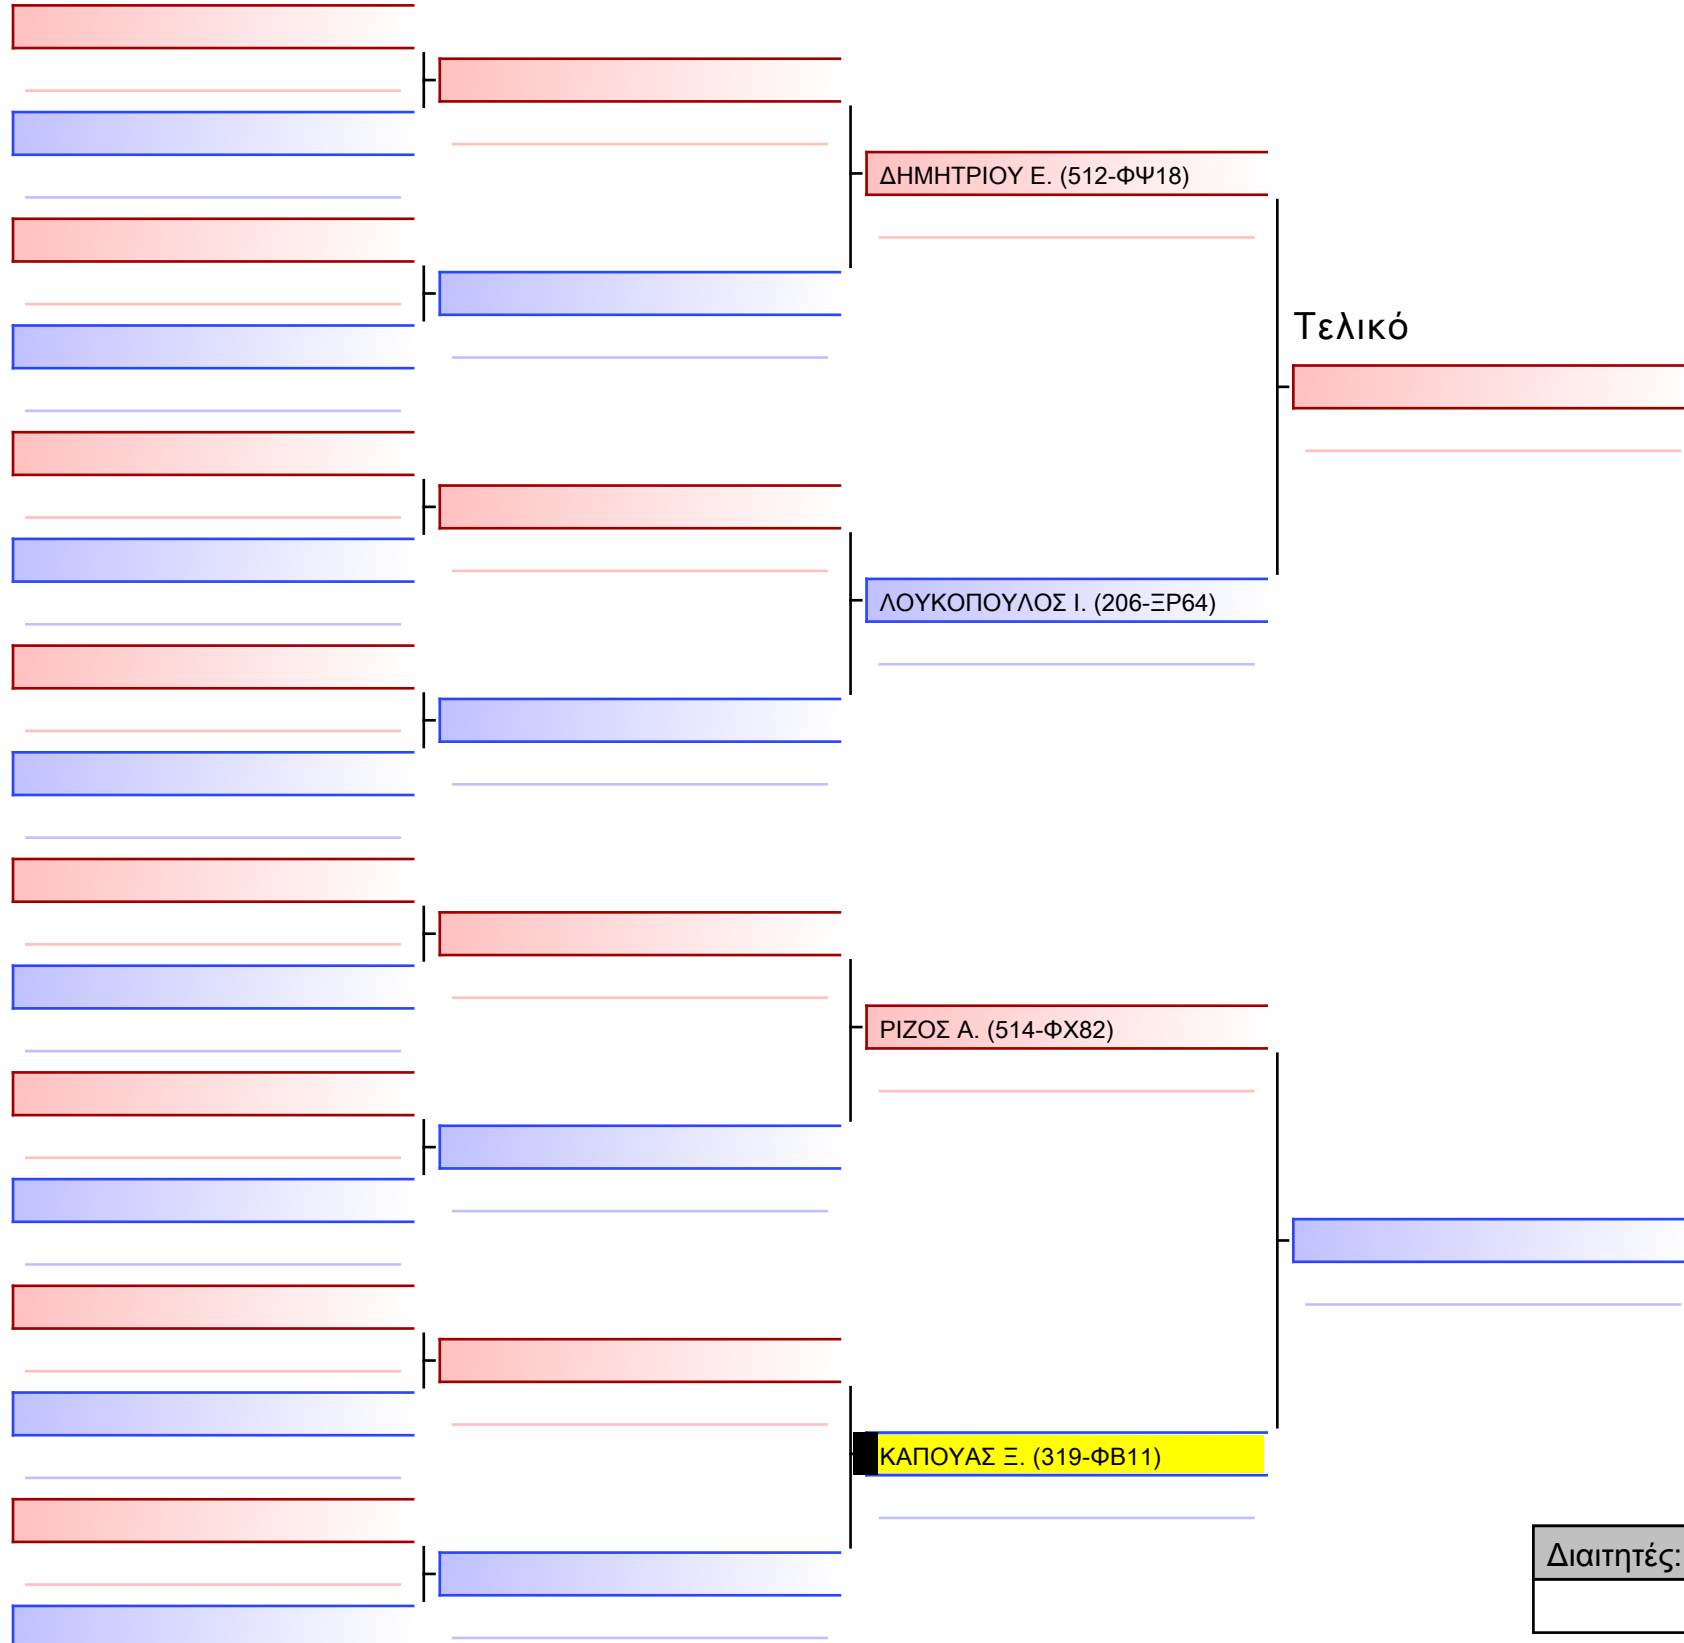 ΔΗΜΗΤΡΙΟΥ Ε. (512-ΦΨ18)
Τελικό
ΛΟΥΚΟΠΟΥΛΟΣ Ι. (206-ΞΡ64)
ΡΙΖΟΣ Α. (514-ΦΧ82)
ΚΑΠΟΥΑΣ Ξ. (319-ΦΒ11)
Διαιτητές: